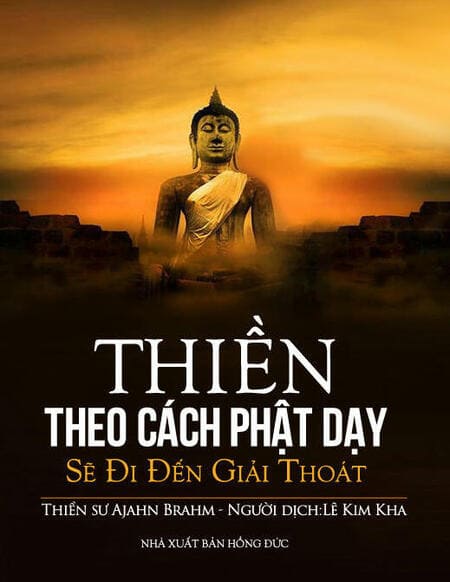 THIỀN
THEO CÁCH PHẬT DẠY
SẼ ĐI ĐẾN GIẢI THOÁT
THIỀN SƯ AJAHN BRAHM - NGƯỜI DỊCH:LÊ KIM KHA
NHÀ XUẤT BẢN HỒNG ĐỨC